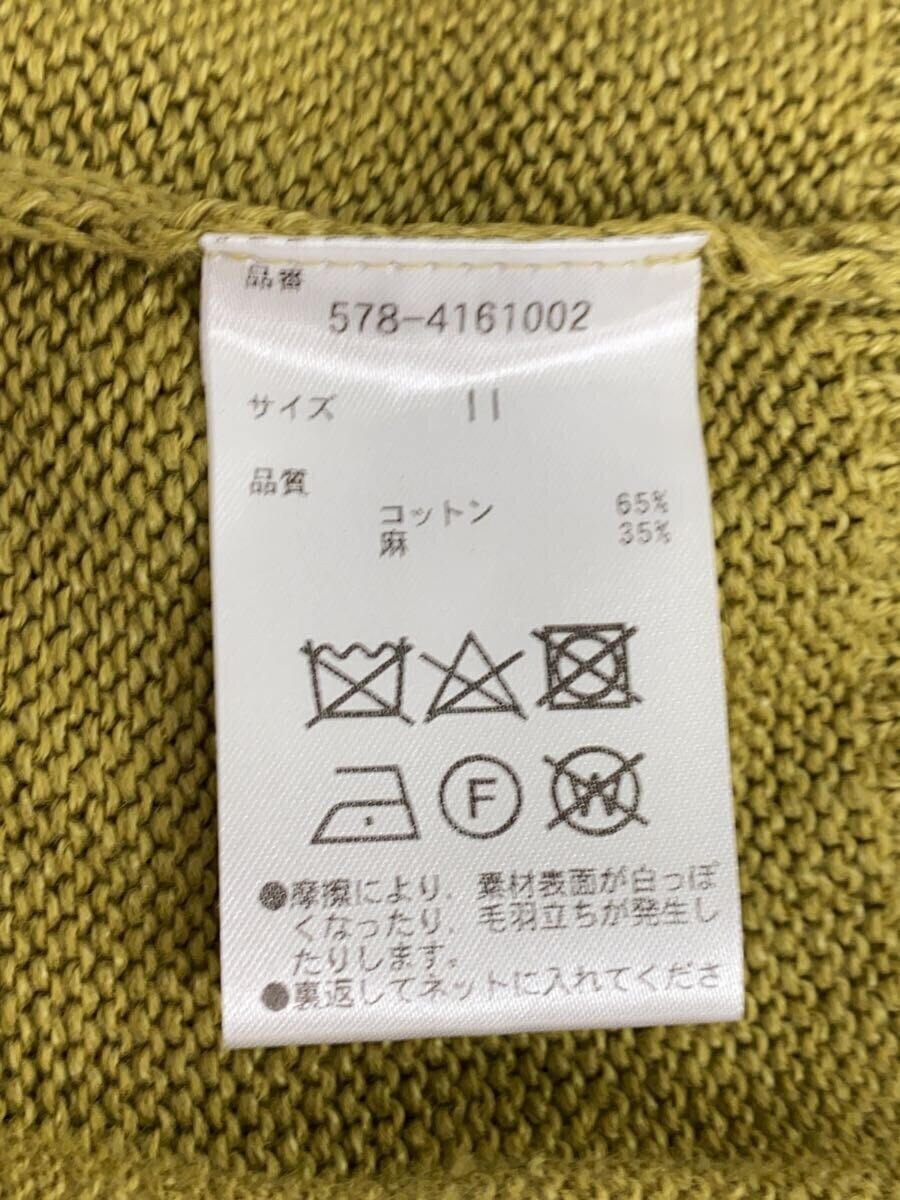 品番
578-4161002
サイズ 11
品質
コットン 65%
麻 35%
F
W
●摩擦により、素材表面が白っぽ
くなったり、毛羽立ちが発生し
たりします。
●裏返してネットに入れてくださ